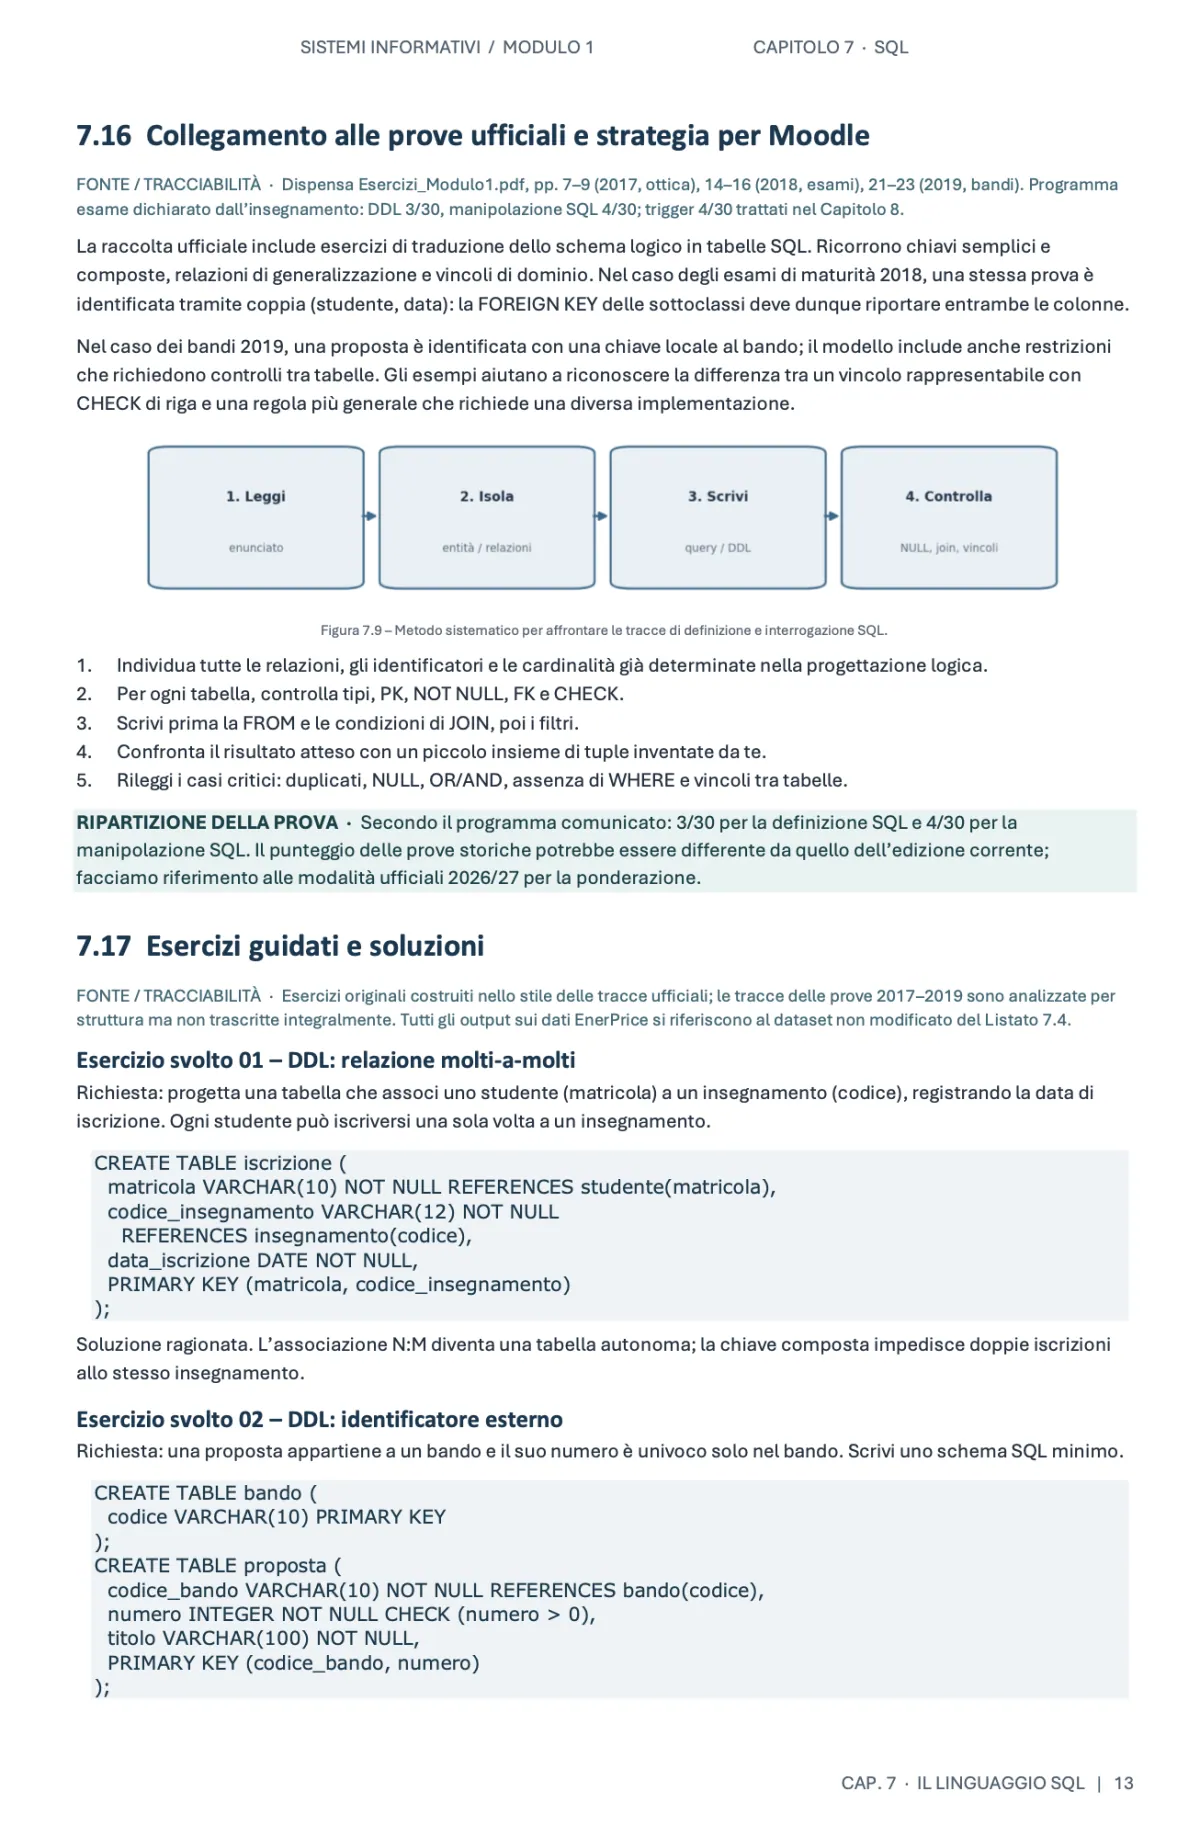 SISTEMI INFORMATIVI / MODULO 1
CAPITOLO 7 · SQL
7.16 Collegamento alle prove ufficiali e strategia per Moodle
FONTE / TRACCIABILITÀ · Dispensa Esercizi_Modulo1.pdf, pp. 7–9 (2017, ottica), 14–16 (2018, esami), 21–23 (2019, bandi). Programma
esame dichiarato dall’insegnamento: DDL 3/30, manipolazione SQL 4/30; trigger 4/30 trattati nel Capitolo 8.
La raccolta ufficiale include esercizi di traduzione dello schema logico in tabelle SQL. Ricorrono chiavi semplici e
composte, relazioni di generalizzazione e vincoli di dominio. Nel caso degli esami di maturità 2018, una stessa prova è
identificata tramite coppia (studente, data): la FOREIGN KEY delle sottoclassi deve dunque riportare entrambe le colonne.
Nel caso dei bandi 2019, una proposta è identificata con una chiave locale al bando; il modello include anche restrizioni
che richiedono controlli tra tabelle. Gli esempi aiutano a riconoscere la differenza tra un vincolo rappresentabile con
CHECK di riga e una regola più generale che richiede una diversa implementazione.
1. Leggi
enunciato
2. Isola
entità / relazioni
3. Scrivi
query / DDL
4. Controlla
NULL, join, vincoli
Figura 7.9 – Metodo sistematico per affrontare le tracce di definizione e interrogazione SQL.
1. Individua tutte le relazioni, gli identificatori e le cardinalità già determinate nella progettazione logica.
2. Per ogni tabella, controlla tipi, PK, NOT NULL, FK e CHECK.
3. Scrivi prima la FROM e le condizioni di JOIN, poi i filtri.
4. Confronta il risultato atteso con un piccolo insieme di tuple inventate da te.
5. Rileggi i casi critici: duplicati, NULL, OR/AND, assenza di WHERE e vincoli tra tabelle.
RIPARTIZIONE DELLA PROVA · Secondo il programma comunicato: 3/30 per la definizione SQL e 4/30 per la
manipolazione SQL. Il punteggio delle prove storiche potrebbe essere differente da quello dell’edizione corrente;
facciamo riferimento alle modalità ufficiali 2026/27 per la ponderazione.
7.17 Esercizi guidati e soluzioni
FONTE / TRACCIABILITÀ · Esercizi originali costruiti nello stile delle tracce ufficiali; le tracce delle prove 2017–2019 sono analizzate per
struttura ma non trascritte integralmente. Tutti gli output sui dati EnerPrice si riferiscono al dataset non modificato del Listato 7.4.
Esercizio svolto 01 – DDL: relazione molti-a-molti
Richiesta: progetta una tabella che associ uno studente (matricola) a un insegnamento (codice), registrando la data di
iscrizione. Ogni studente può iscriversi una sola volta a un insegnamento.
CREATE TABLE iscrizione (
matricola VARCHAR(10) NOT NULL REFERENCES studente(matricola),
codice_insegnamento VARCHAR(12) NOT NULL
REFERENCES insegnamento(codice),
data_iscrizione DATE NOT NULL,
PRIMARY KEY (matricola, codice_insegnamento)
);
Soluzione ragionata. L’associazione N:M diventa una tabella autonoma; la chiave composta impedisce doppie iscrizioni
allo stesso insegnamento.
Esercizio svolto 02 – DDL: identificatore esterno
Richiesta: una proposta appartiene a un bando e il suo numero è univoco solo nel bando. Scrivi uno schema SQL minimo.
CREATE TABLE bando (
codice VARCHAR(10) PRIMARY KEY
);
CREATE TABLE proposta (
codice_bando VARCHAR(10) NOT NULL REFERENCES bando(codice),
numero INTEGER NOT NULL CHECK (numero > 0),
titolo VARCHAR(100) NOT NULL,
PRIMARY KEY (codice_bando, numero)
);
CAP. 7 · IL LINGUAGGIO SQL | 13